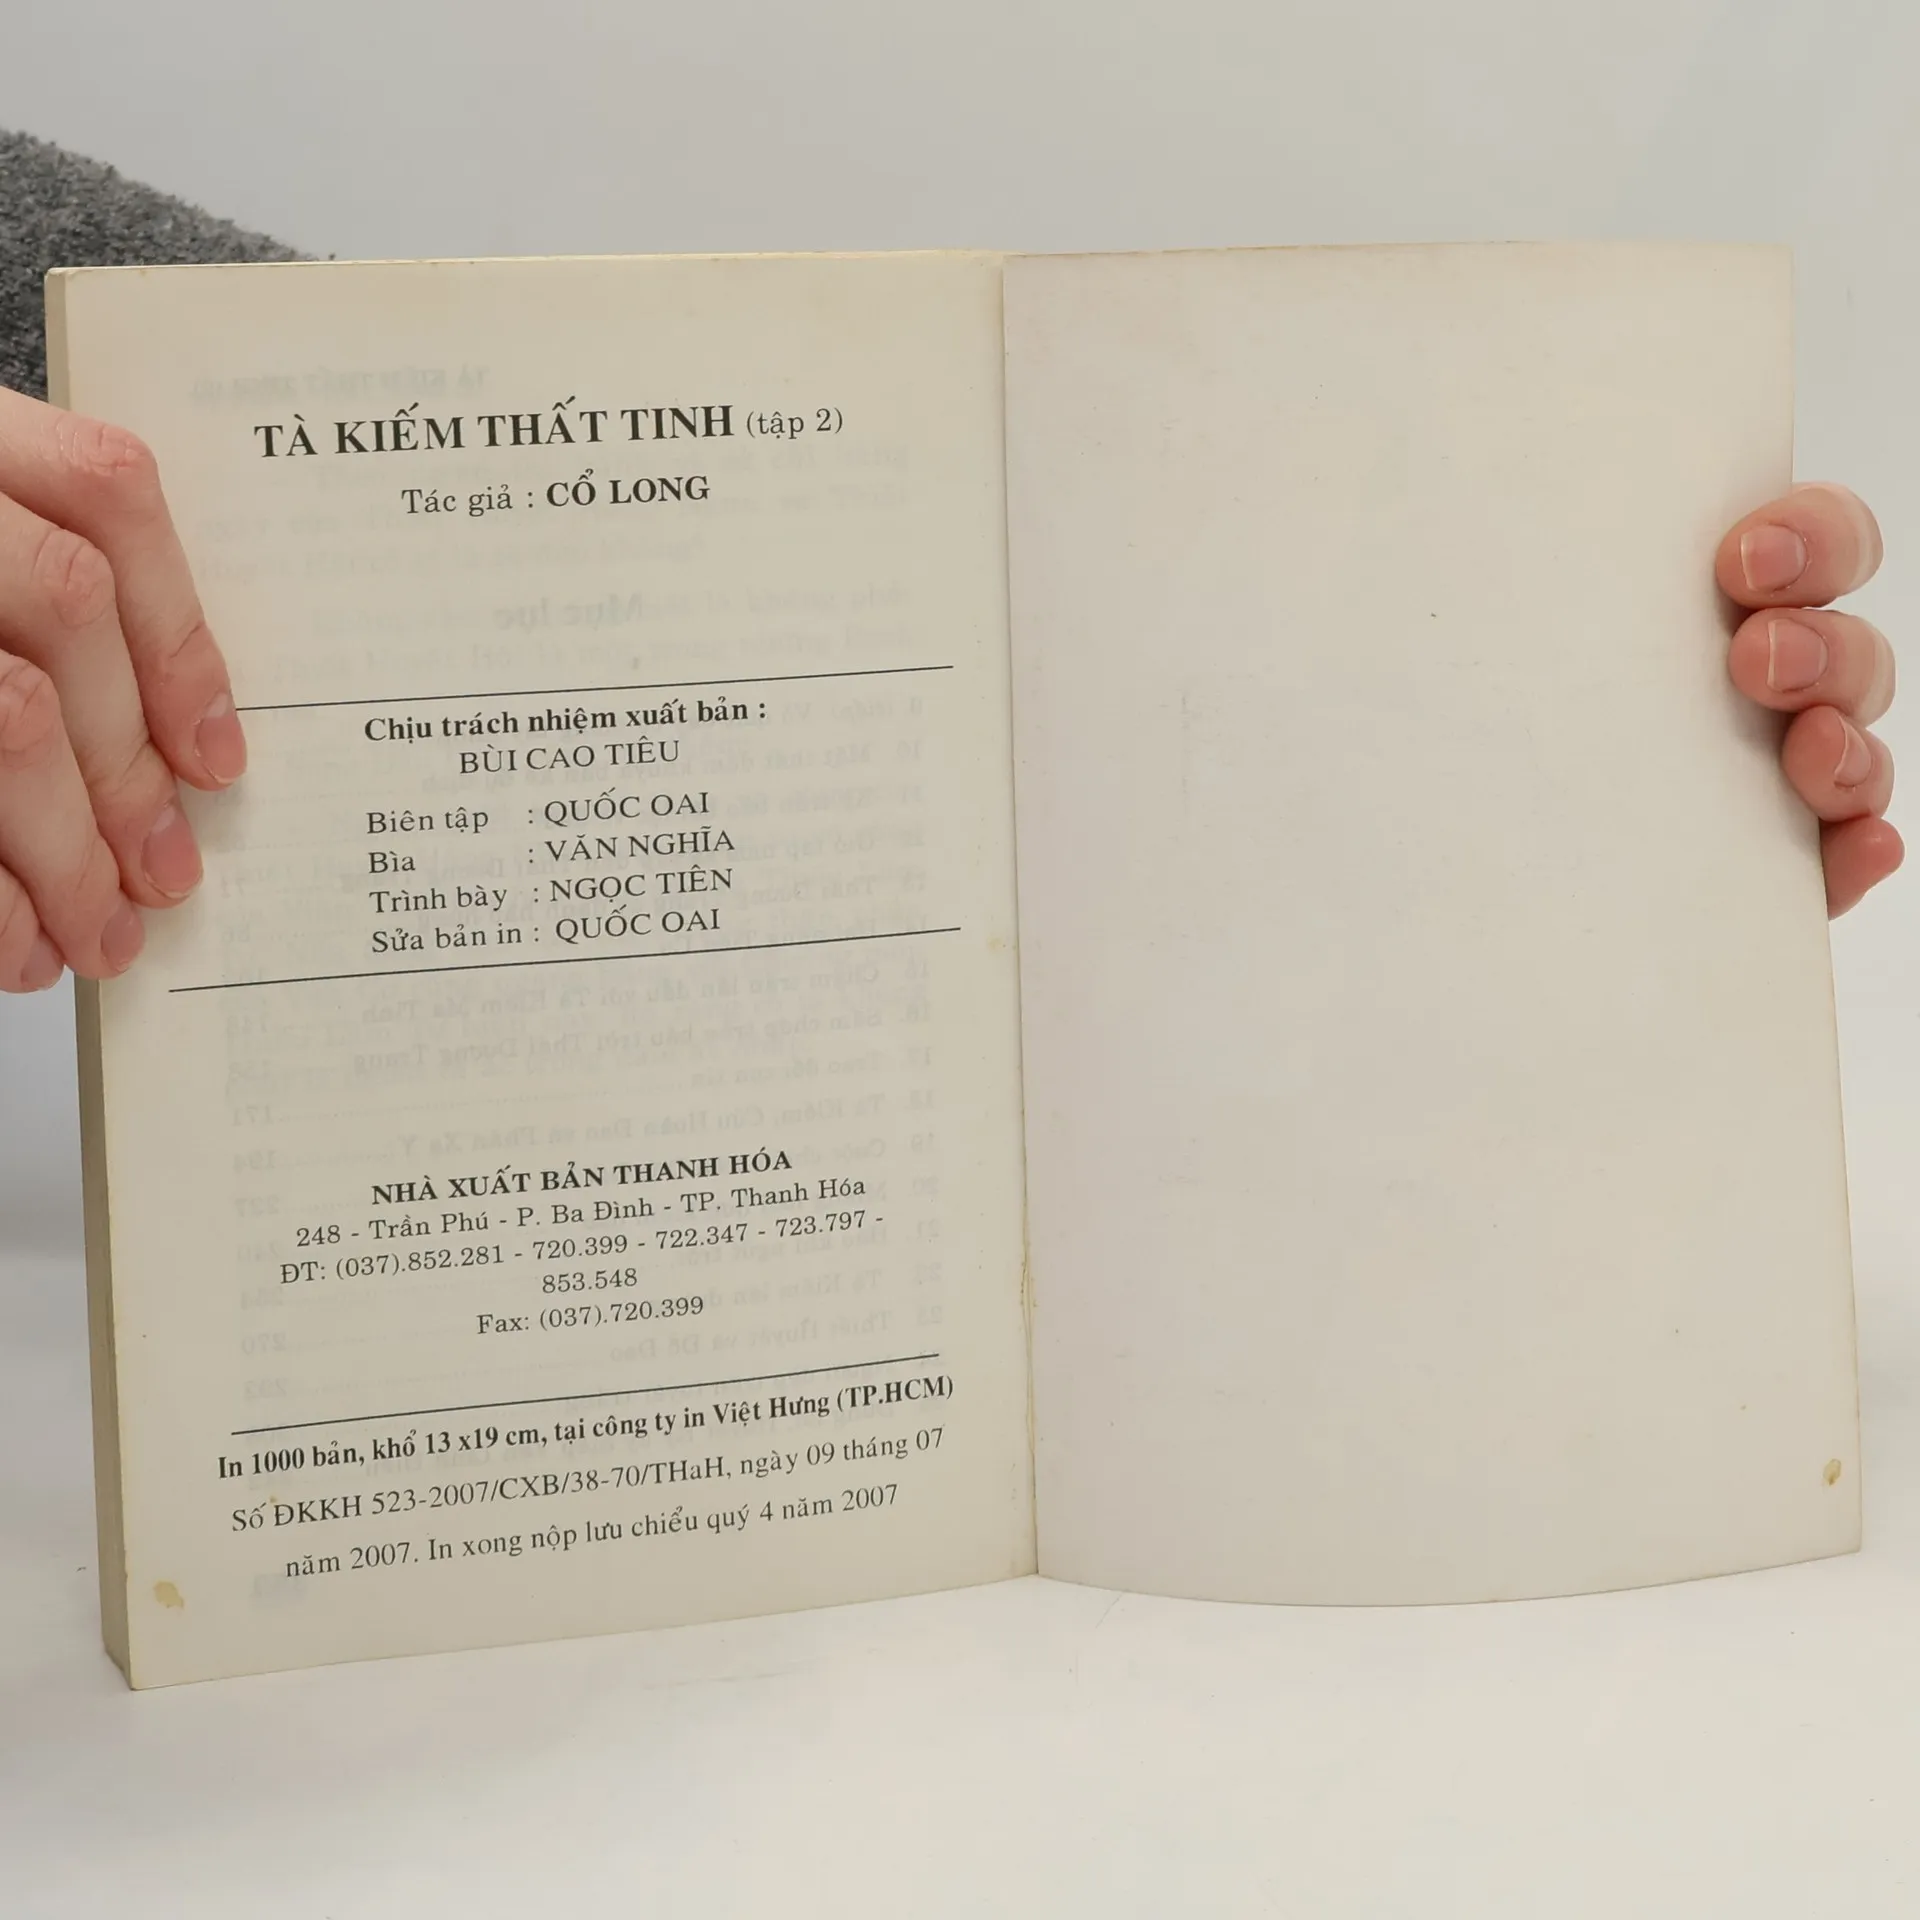 TÀ KIẾM THẤT TINH (tập 2)
Tác giả : CỔ LONG
Chịu trách nhiệm xuất bản :
BÙI CAO TIÊU
Biên tập : QUỐC OAI
Bìa : VĂN NGHĨA
Trình bày : NGỌC TIÊN
Sửa bản in : QUỐC OAI
NHÀ XUẤT BẢN THANH HÓA
248 - Trần Phú - P. Ba Đình - TP. Thanh Hóa
ĐT: (037).852.281 - 720.399 - 722.347 - 723.797 -
853.548
Fax: (037).720.399
In 1000 bản, khổ 13 x19 cm, tại công ty in Việt Hưng (TP.HCM)
Số ĐKKH 523-2007/CXB/38-70/THaH, ngày 09 tháng 07
năm 2007. In xong nộp lưu chiểu quý 4 năm 2007